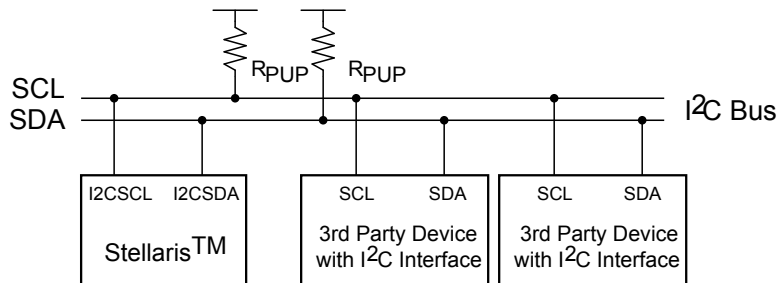 RPUP RPUP
SCL
SDA
I²C Bus
I2CSCL I2CSDA SCL SDA SCL SDA
Stellaris™
3rd Party Device
with I²C Interface
3rd Party Device
with I²C Interface